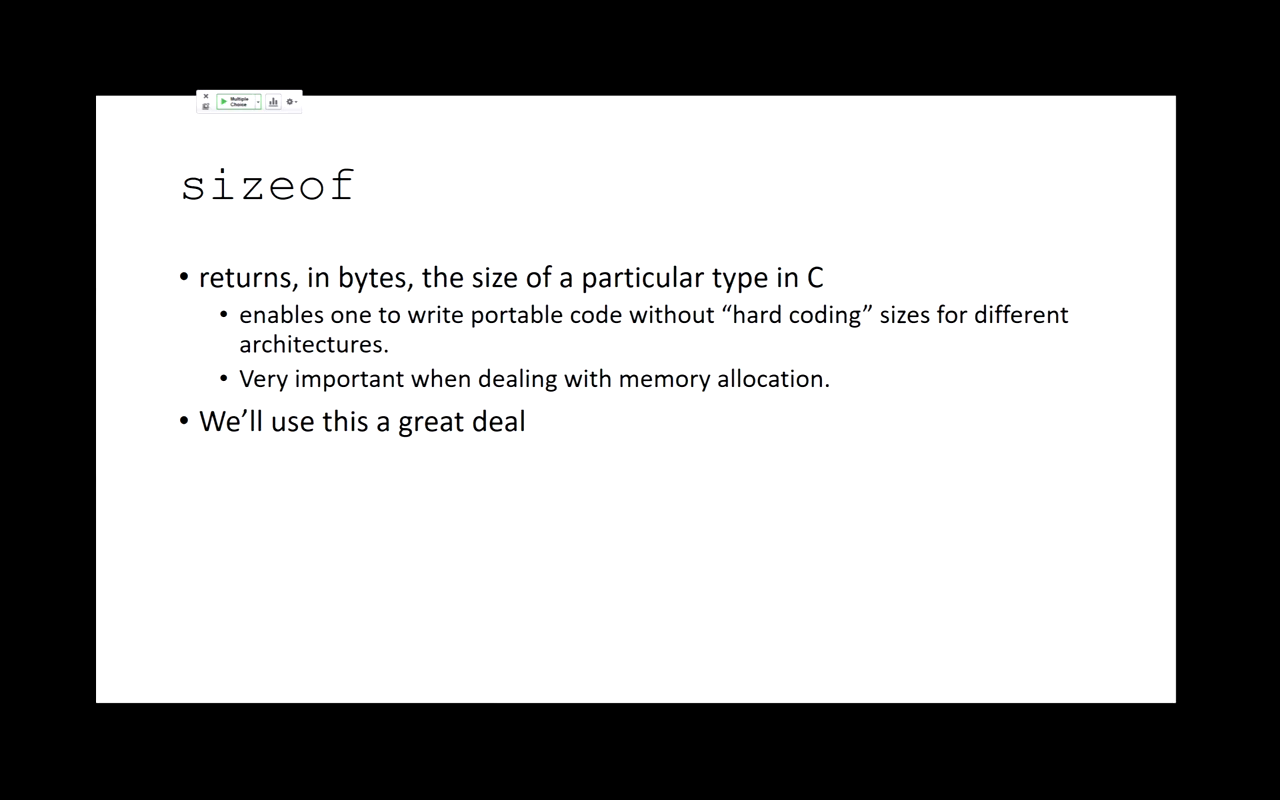 Multiple
Choice
sizeof
• returns, in bytes, the size of a particular type in C
• enables one to write portable code without “hard coding” sizes for different
architectures.
• Very important when dealing with memory allocation.
• We’ll use this a great deal